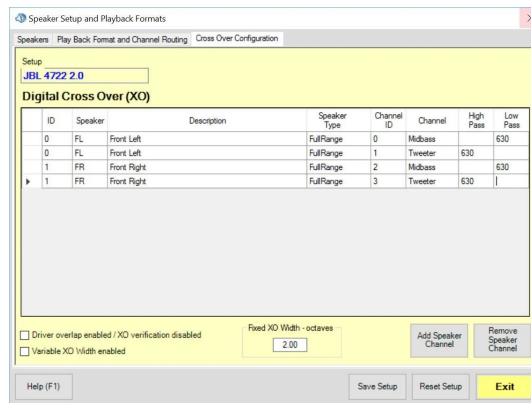 Speaker Setup and Playback Formats
Speakers Play Back Format and Channel Routing Cross Over Configuration
Setup
JBL 4722 2.0
Digital Cross Over (XO)
ID Speaker Description Speaker Type Channel ID Channel High Pass Low Pass
0 FL Front Left FullRange 0 Midbass 630
0 FL Front Left FullRange 1 Tweeter 630
1 FR Front Right FullRange 2 Midbass 630
1 FR Front Right FullRange 3 Tweeter 630
Driver overlap enabled / XO verification disabled
Variable XO Width enabled
Fixed XO Width - octaves
2.00
Add Speaker Channel
Remove Speaker Channel
Help (F1) Save Setup Reset Setup Exit